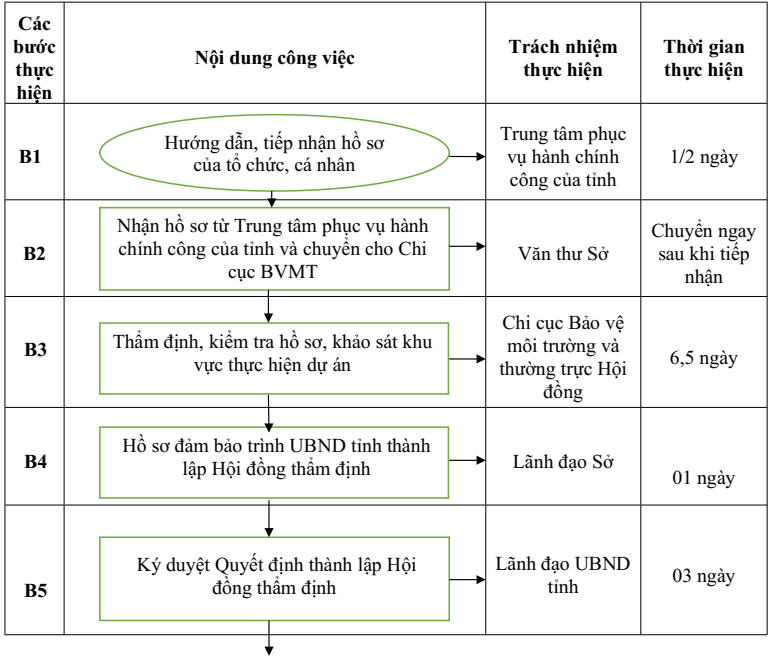 Các
bước
thực
hiện
Nội dung công việc
Trách nhiệm
thực hiện
Thời gian
thực hiện
B1
Hướng dẫn, tiếp nhận hồ sơ
của tổ chức, cá nhân
Trung tâm phục
vụ hành chính
công của tỉnh
1/2 ngày
B2
Nhận hồ sơ từ Trung tâm phục vụ hành
chính công của tỉnh và chuyển cho Chi
cục BVMT
Văn thư Sở
Chuyển ngay
sau khi tiếp
nhận
B3
Thẩm định, kiểm tra hồ sơ, khảo sát khu
vực thực hiện dự án
Chi cục Bảo vệ
môi trường và
thường trực Hội
đồng
6,5 ngày
B4
Hồ sơ đảm bảo trình UBND tỉnh thành
lập Hội đồng thẩm định
Lãnh đạo Sở
01 ngày
B5
Ký duyệt Quyết định thành lập Hội
đồng thẩm định
Lãnh đạo UBND
tỉnh
03 ngày